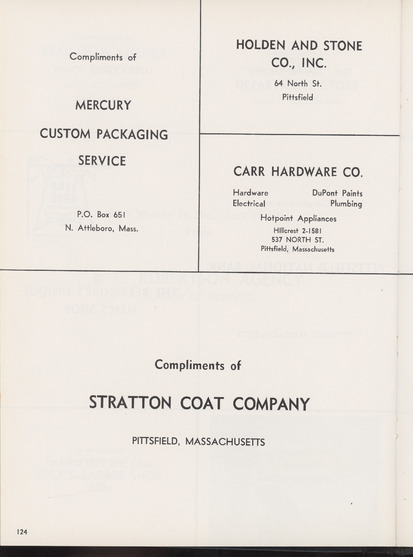 Compliments of
MERCURY
CUSTOM PACKAGING
SERVICE
P.O. Box 651
N. Attleboro, Mass.
HOLDEN AND STONE
CO., INC.
64 North St.
Pittsfield
CARR HARDWARE CO.
Hardware DuPont Paints
Electrical Plumbing
Hotpoint Appliances
Hillcrest 2-1581
537 NORTH ST.
Pittsfield, Massachusetts
Compliments of
STRATTON COAT COMPANY
PITTSFIELD, MASSACHUSETTS
124